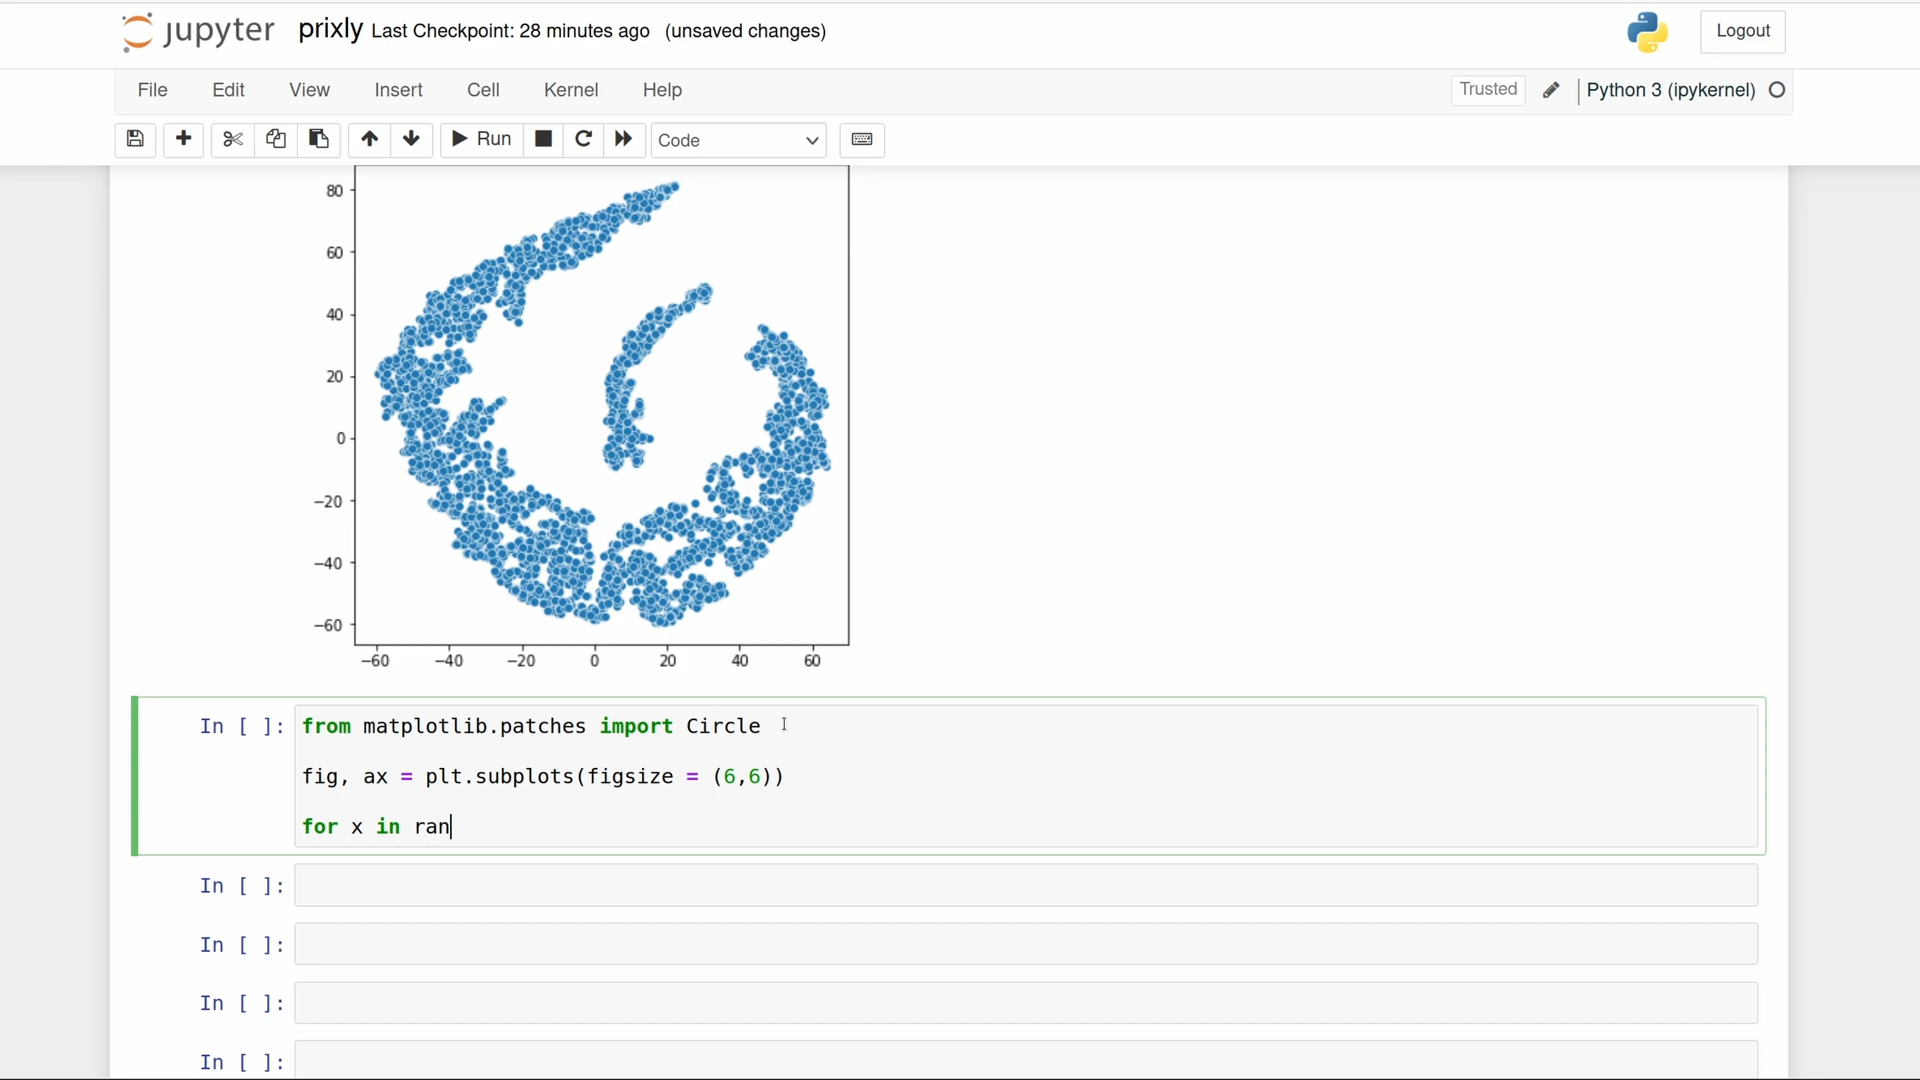 jupyter prixly Last Checkpoint: 28 minutes ago (unsaved changes) Logout
File Edit View Insert Cell Kernel Help Trusted Python 3 (ipykernel)
Run Code
80
60
40
20
0
−20
−40
−60
−60 −40 −20 0 20 40 60
In [ ]: from matplotlib.patches import Circle
fig, ax = plt.subplots(figsize = (6,6))
for x in ran
In [ ]:
In [ ]:
In [ ]:
In [ ]: